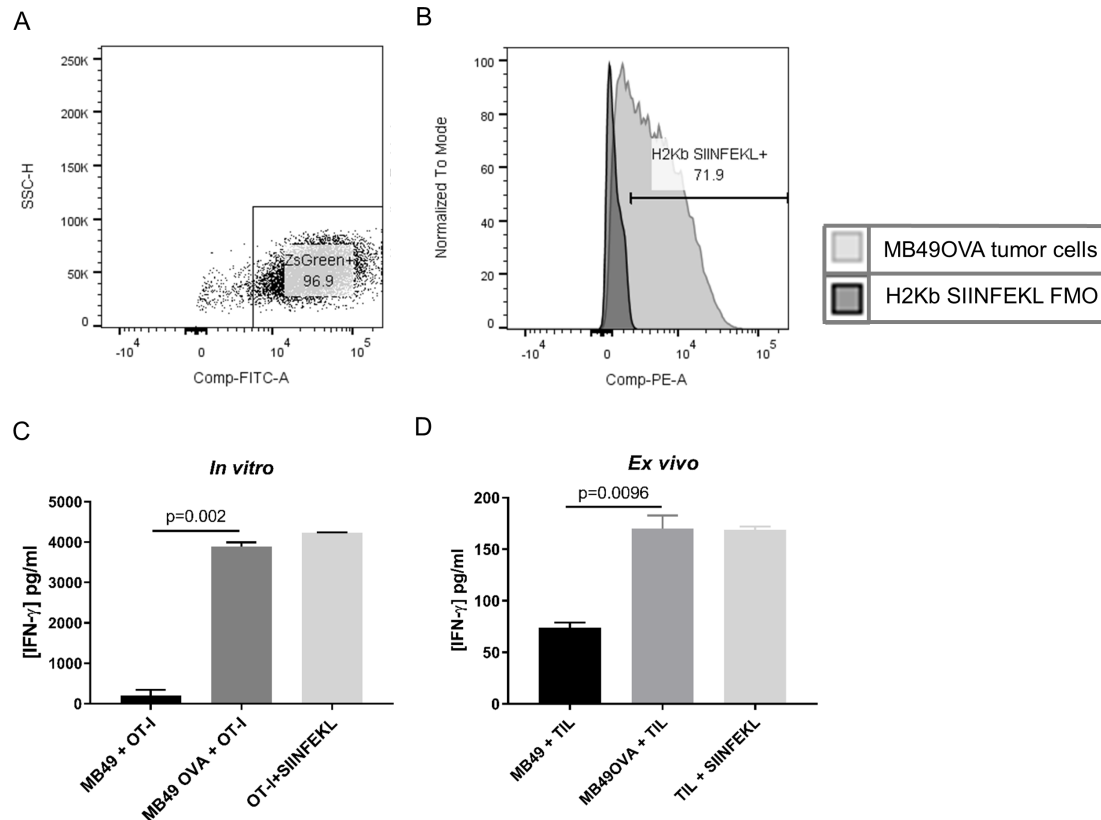 A
250K
200K
150K
100K
50K
0
SSC-H
ZsGreen+
96.9
-10⁴
0
10⁴
10⁵
Comp-FITC-A
B
100
80
60
40
20
0
Normalized To Mode
H2Kb SIINFEKL+
71.9
-10⁴
0
10⁴
10⁵
Comp-PE-A
MB49OVA tumor cells
H2Kb SIINFEKL FMO
C
In vitro
5000
4000
3000
2000
1000
0
[IFN-γ] pg/ml
p=0.002
MB49 + OT-I
MB49 OVA + OT-I
OT-I+SIINFEKL
D
Ex vivo
200
150
100
50
0
[IFN-γ] pg/ml
p=0.0096
MB49 + TIL
MB49OVA + TIL
TIL + SIINFEKL